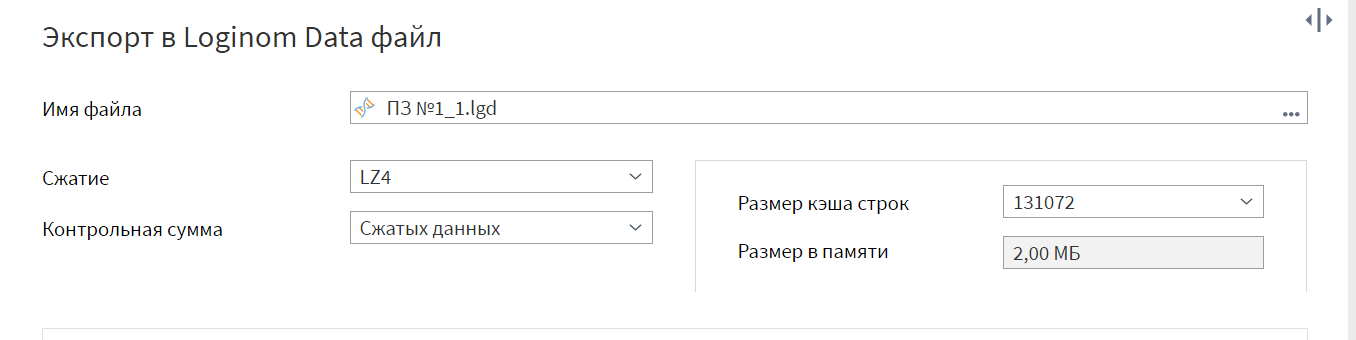 Экспорт в Loginom Data файл
Имя файла
ПЗ №1_1.lgd
...
Сжатие
LZ4
Контрольная сумма
Сжатых данных
Размер кэша строк
131072
Размер в памяти
2,00 МБ